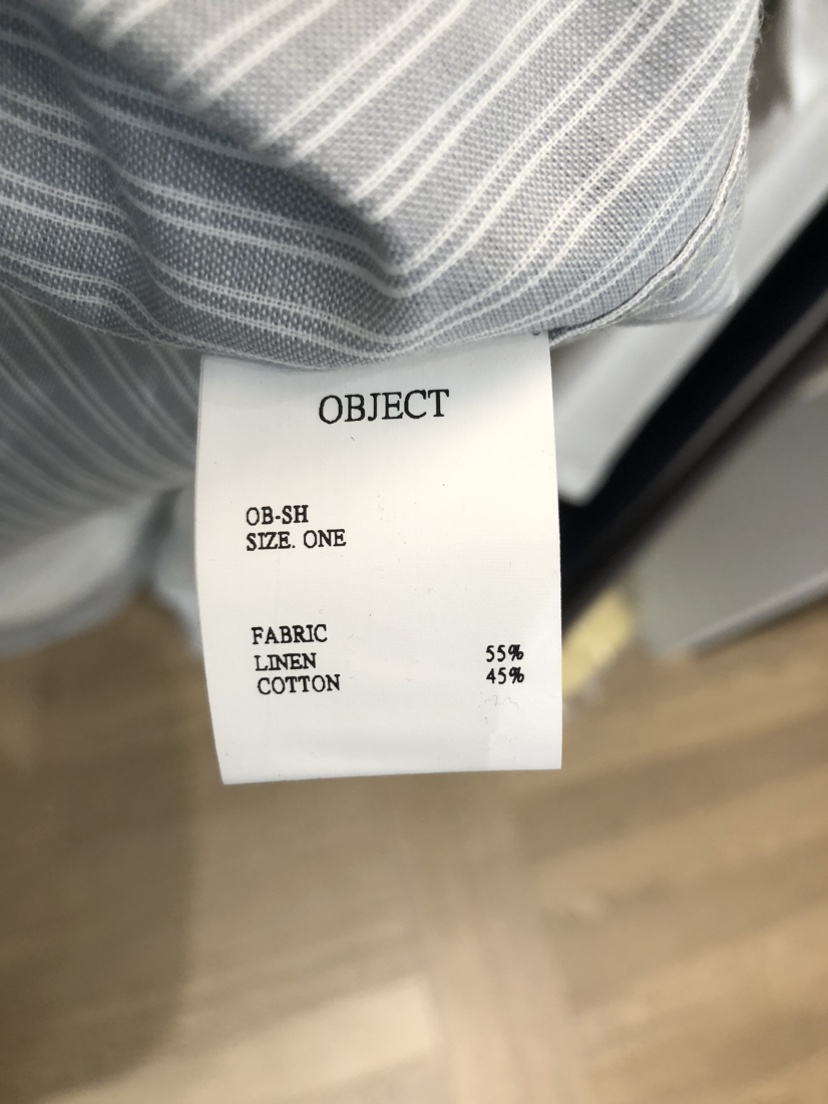 OBJECT
OB-SH
SIZE. ONE
FABRIC
LINEN 55%
COTTON 45%